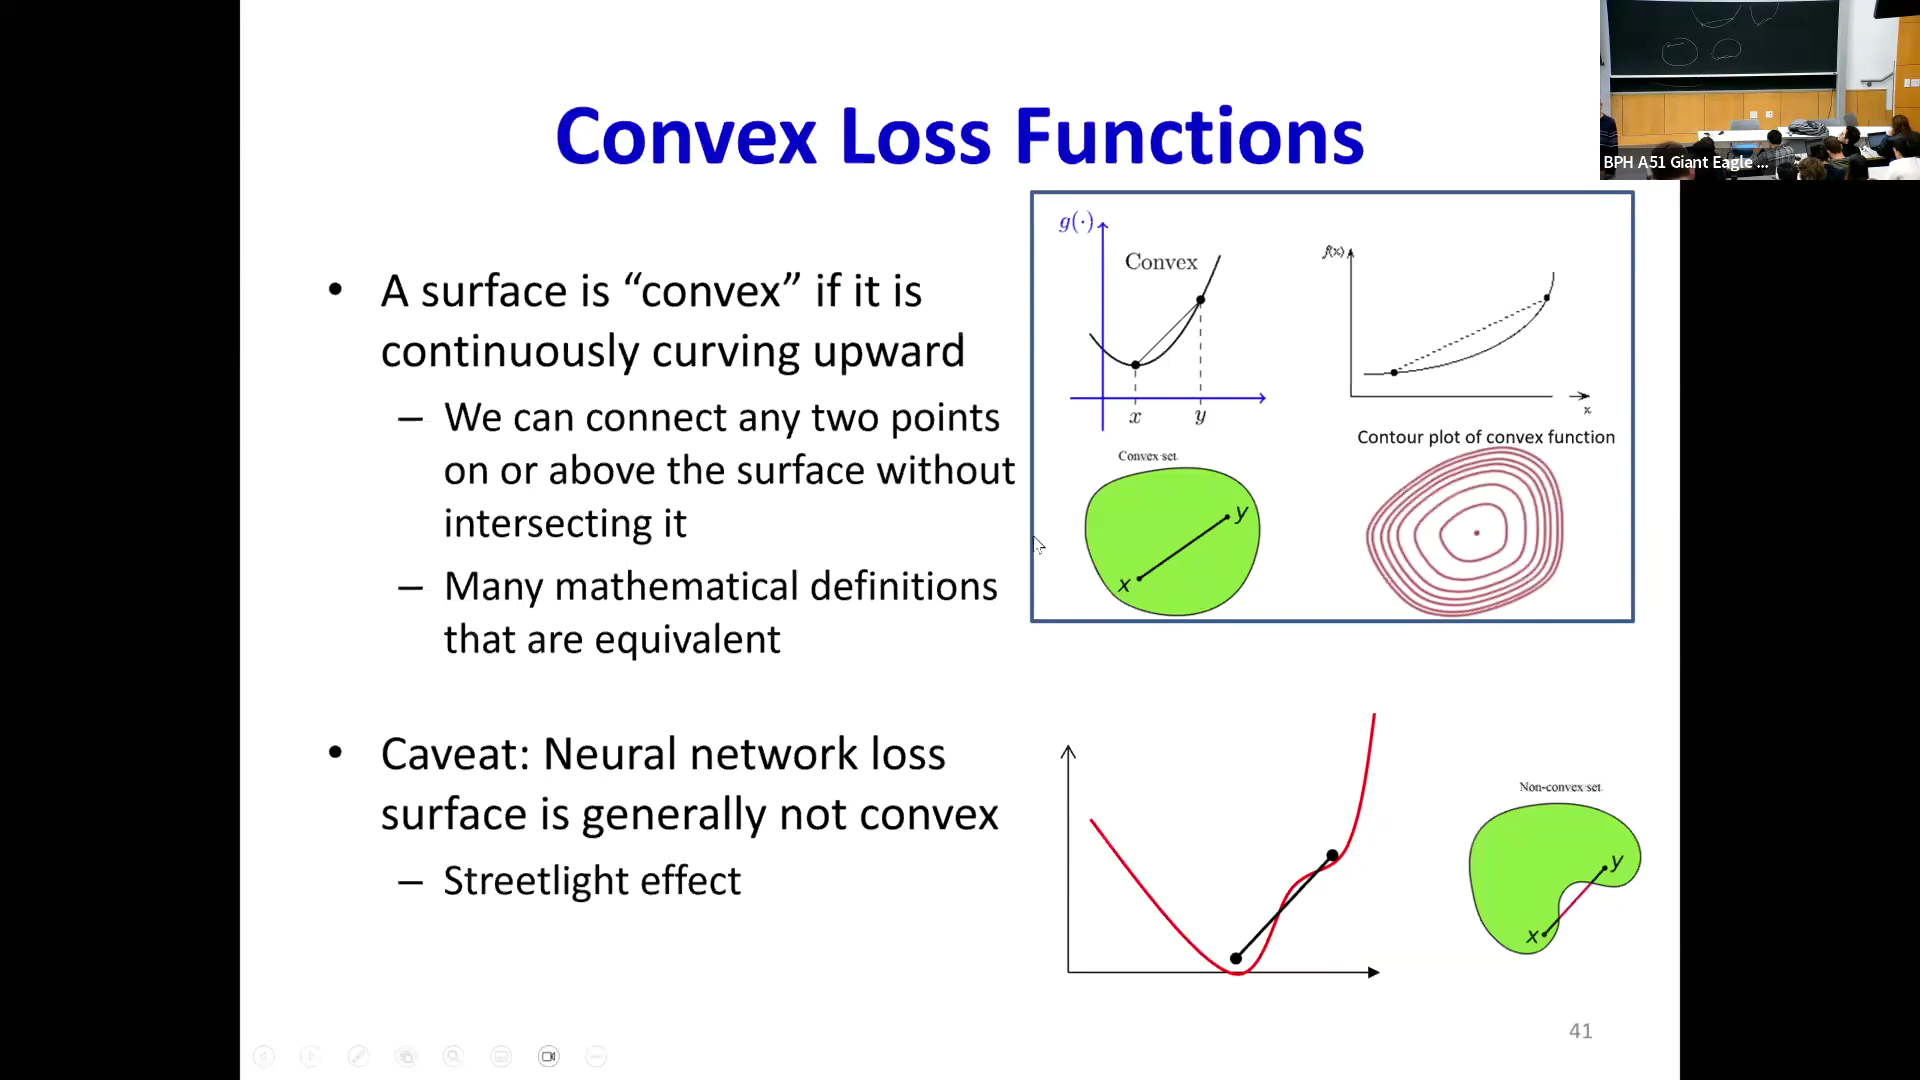 Convex Loss Functions
BPH A51 Giant Eagle ...
• A surface is “convex” if it is
continuously curving upward
– We can connect any two points
on or above the surface without
intersecting it
– Many mathematical definitions
that are equivalent
• Caveat: Neural network loss
surface is generally not convex
– Streetlight effect
g(·)
Convex
x y
f(x)
x
Convex set
x y
Contour plot of convex function
Non-convex set
x y
41